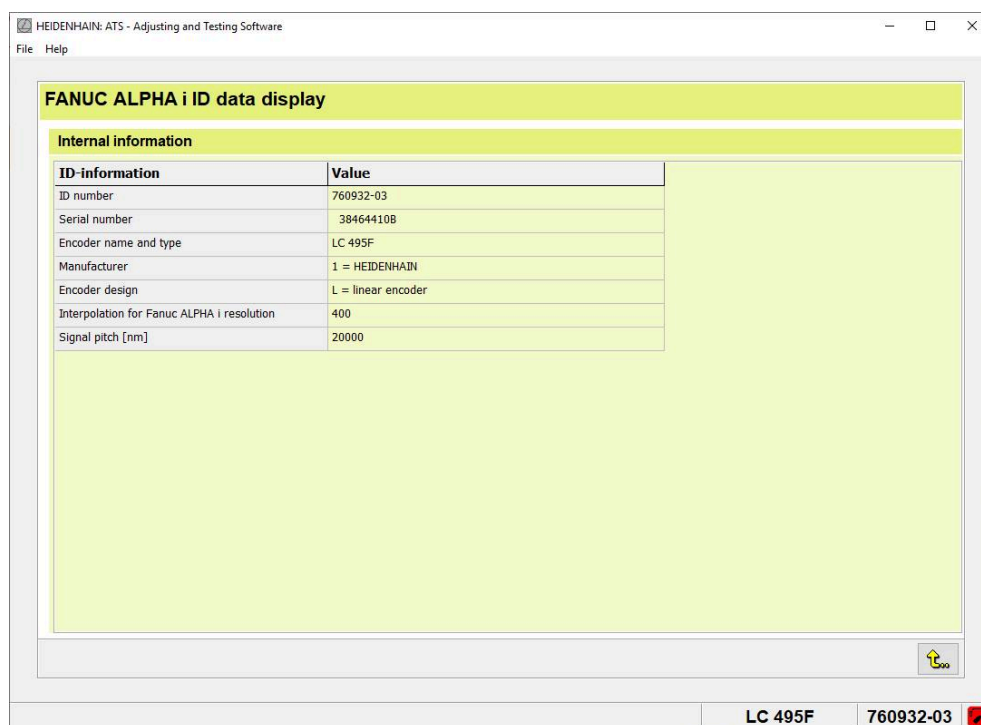 HEIDENHAIN: ATS - Adjusting and Testing Software
File Help
FANUC ALPHA i ID data display
Internal information
ID-information Value
ID number 760932-03
Serial number 38464410B
Encoder name and type LC 495F
Manufacturer 1 = HEIDENHAIN
Encoder design L = linear encoder
Interpolation for Fanuc ALPHA i resolution 400
Signal pitch [nm] 20000
LC 495F 760932-03